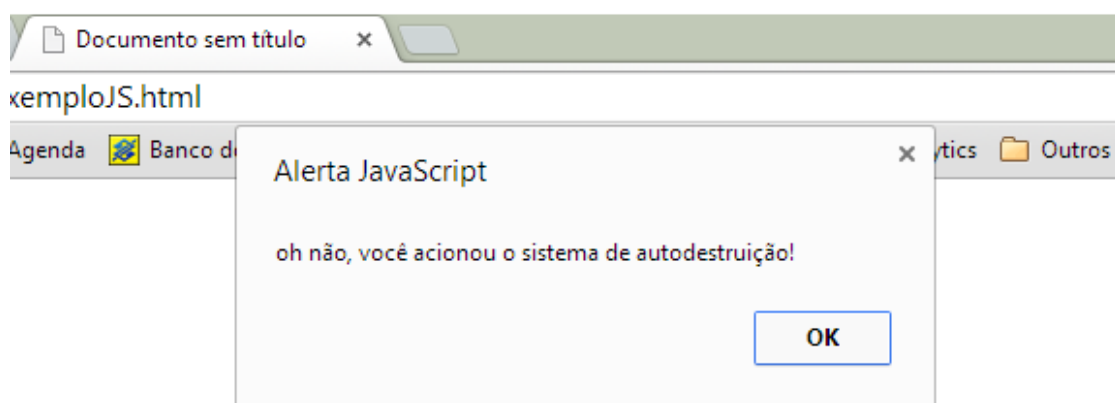 Documento sem título
xemploJS.html
Agenda Banco d ytics Outros
Alerta JavaScript
oh não, você acionou o sistema de autodestruição!
OK